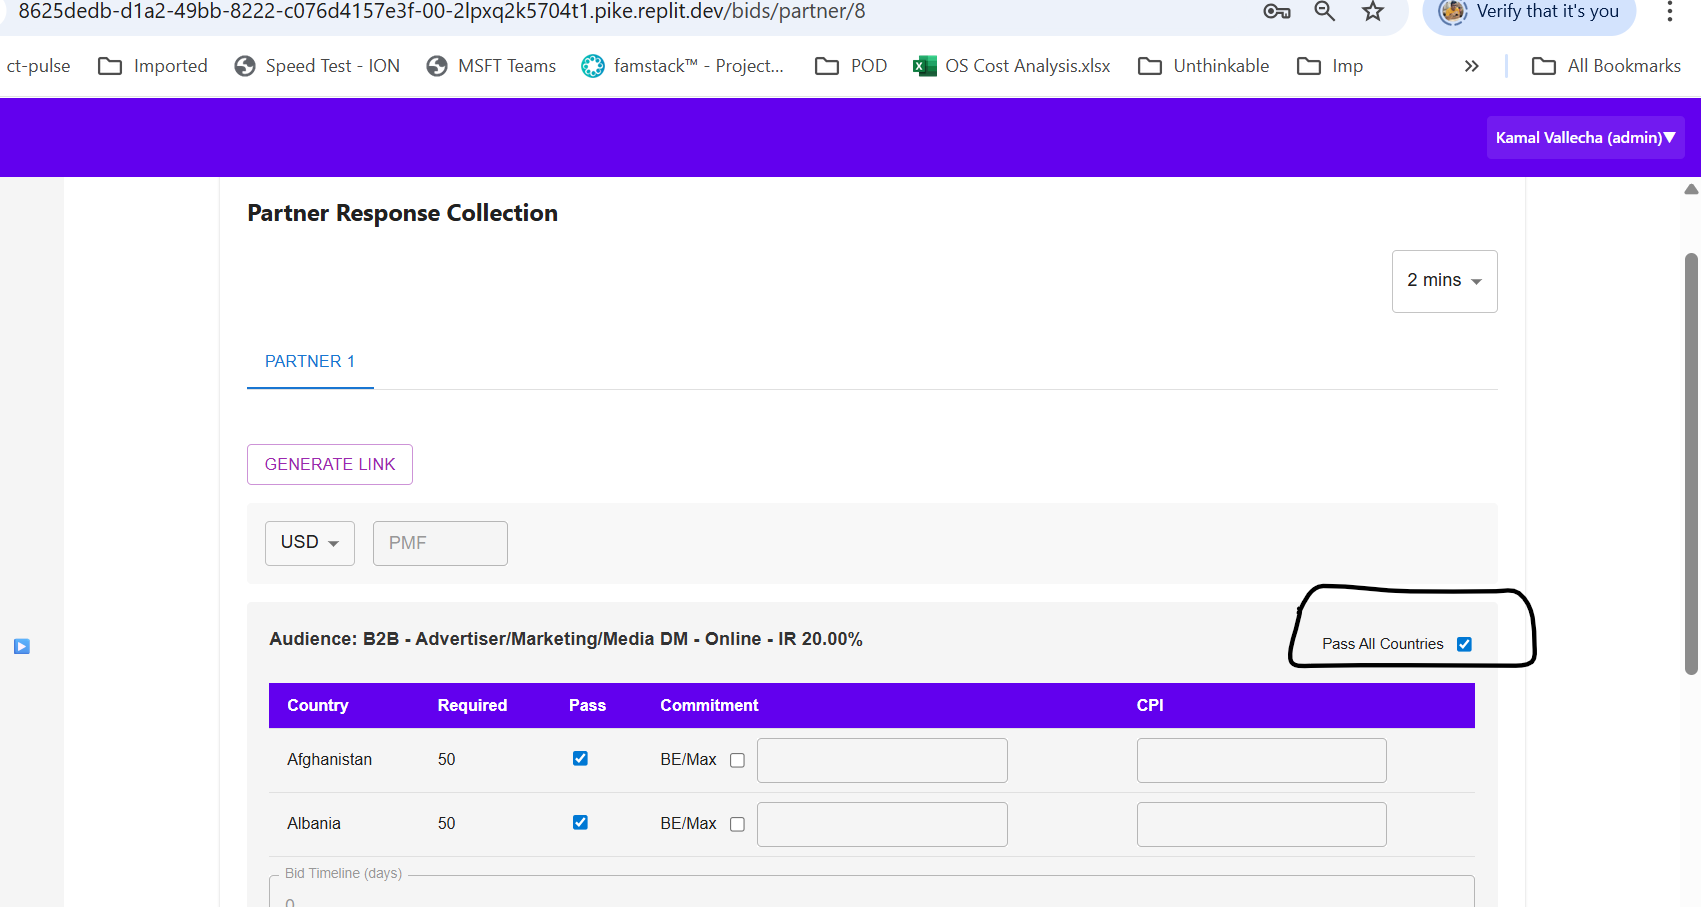 8625dedb-d1a2-49bb-8222-c076d4157e3f-00-2lpxq2k5704t1.pike.replit.dev/bids/partner/8 Verify that it's you
ct-pulse Imported Speed Test - ION MSFT Teams famstack™ - Project... POD OS Cost Analysis.xlsx Unthinkable Imp » All Bookmarks
Kamal Vallecha (admin)▼
Partner Response Collection
2 mins
PARTNER 1
GENERATE LINK
USD PMF
Audience: B2B - Advertiser/Marketing/Media DM - Online - IR 20.00% Pass All Countries
Country Required Pass Commitment CPI
Afghanistan 50 BE/Max
Albania 50 BE/Max
Bid Timeline (days)
0